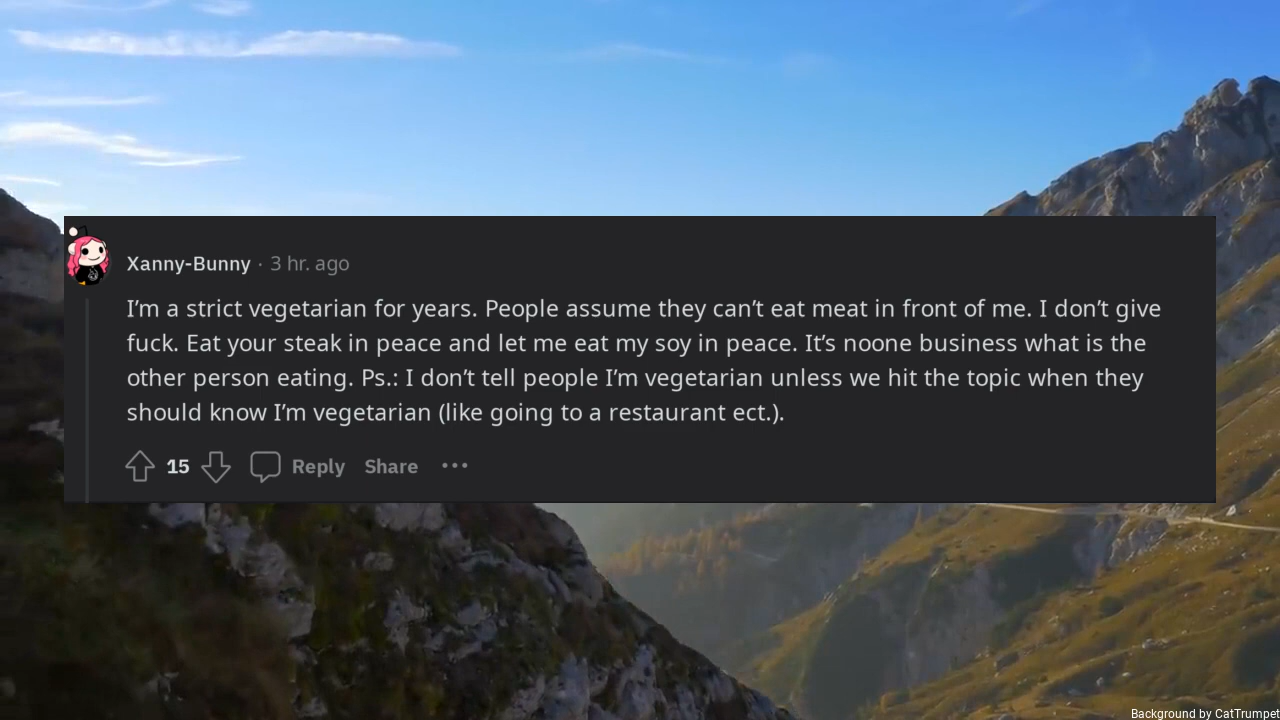 Xanny-Bunny · 3 hr. ago
I’m a strict vegetarian for years. People assume they can’t eat meat in front of me. I don’t give
fuck. Eat your steak in peace and let me eat my soy in peace. It’s noone business what is the
other person eating. Ps.: I don’t tell people I’m vegetarian unless we hit the topic when they
should know I’m vegetarian (like going to a restaurant ect.).
15 Reply Share •••
Background by CatTrumpet